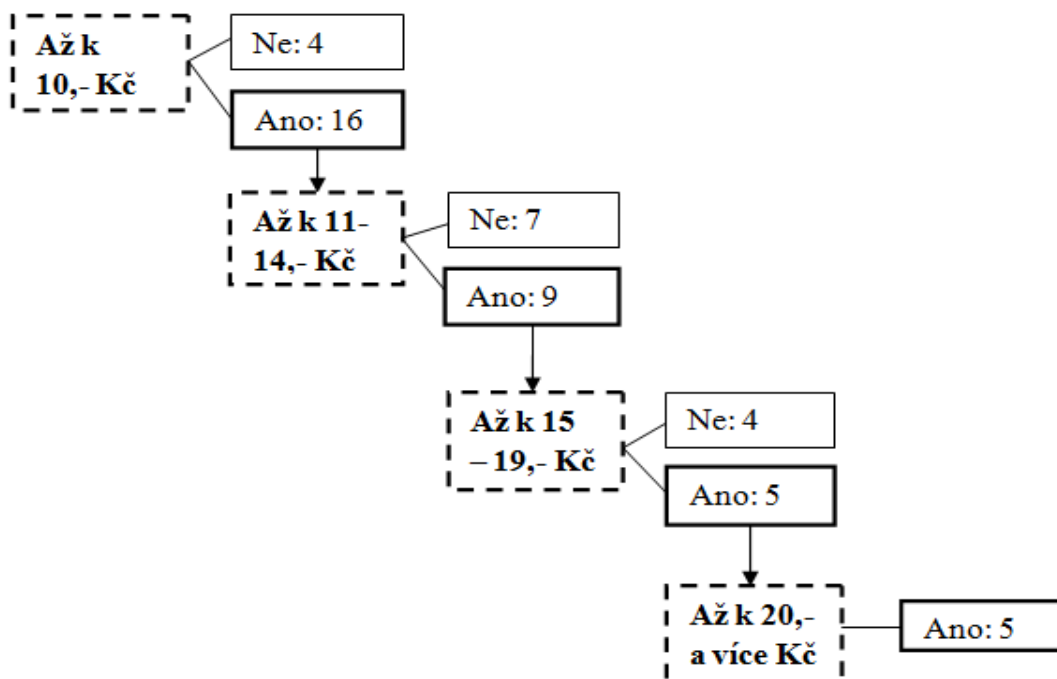 Až k
10,- Kč
Ne: 4
Ano: 16
Až k 11-
14,- Kč
Ne: 7
Ano: 9
Až k 15
– 19,- Kč
Ne: 4
Ano: 5
Až k 20,-
a více Kč
Ano: 5